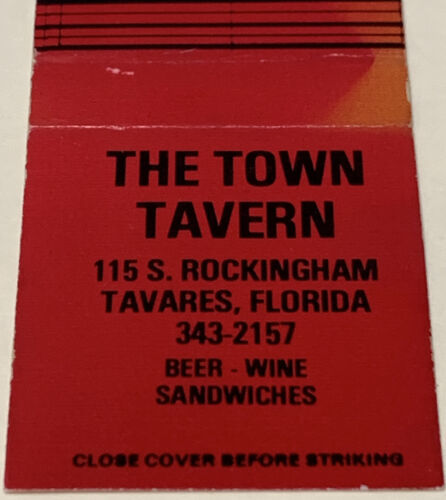 THE TOWN
TAVERN
115 S. ROCKINGHAM
TAVARES, FLORIDA
343-2157
BEER - WINE
SANDWICHES
CLOSE COVER BEFORE STRIKING